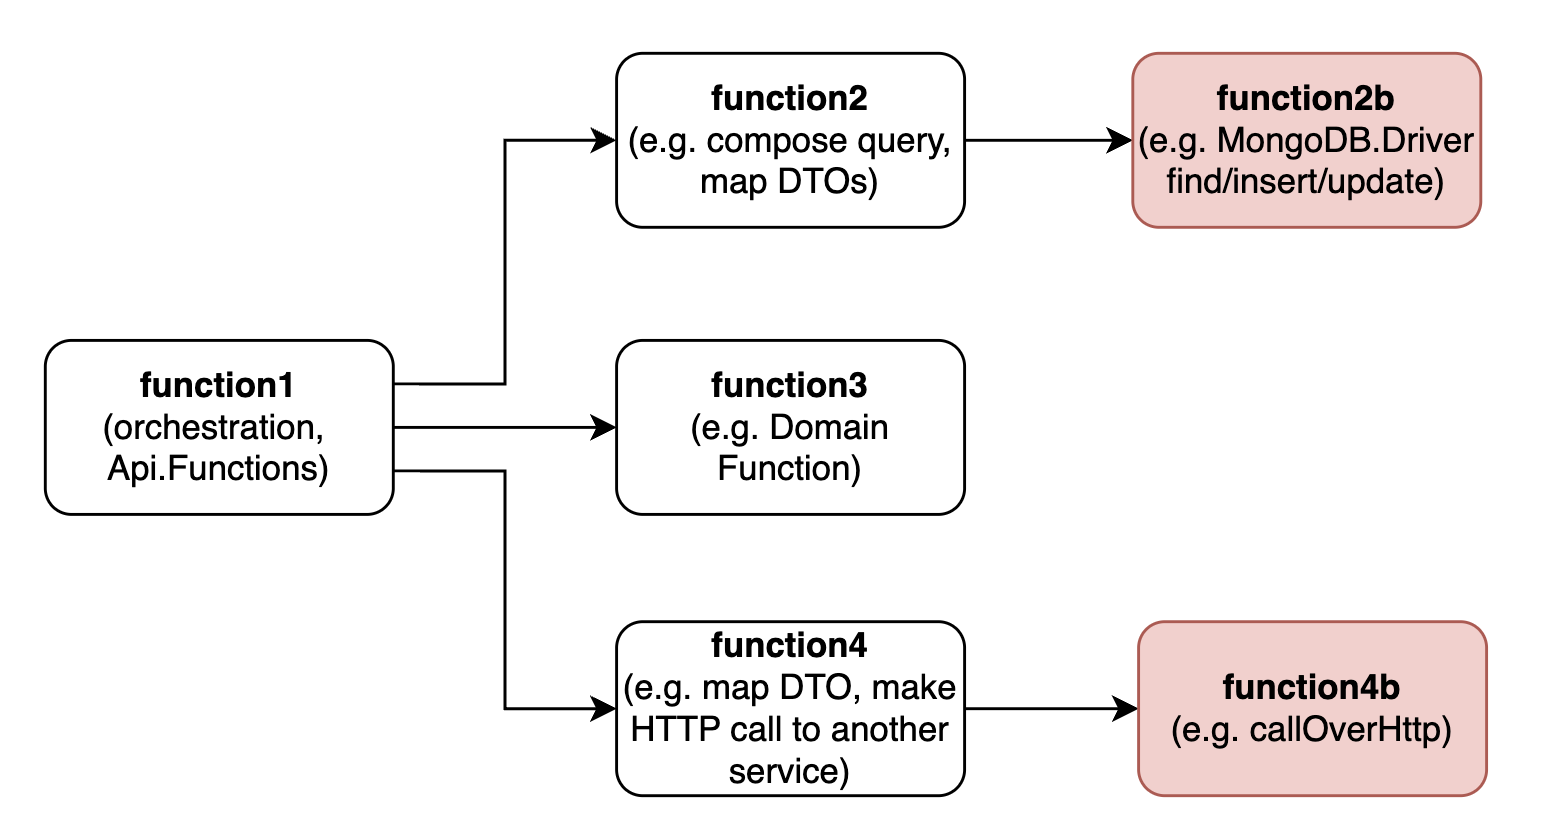 function2
(e.g. compose query,
map DTOs)
function2b
(e.g. MongoDB.Driver
find/insert/update)
function1
(orchestration,
Api.Functions)
function3
(e.g. Domain
Function)
function4
(e.g. map DTO, make
HTTP call to another
service)
function4b
(e.g. callOverHttp)